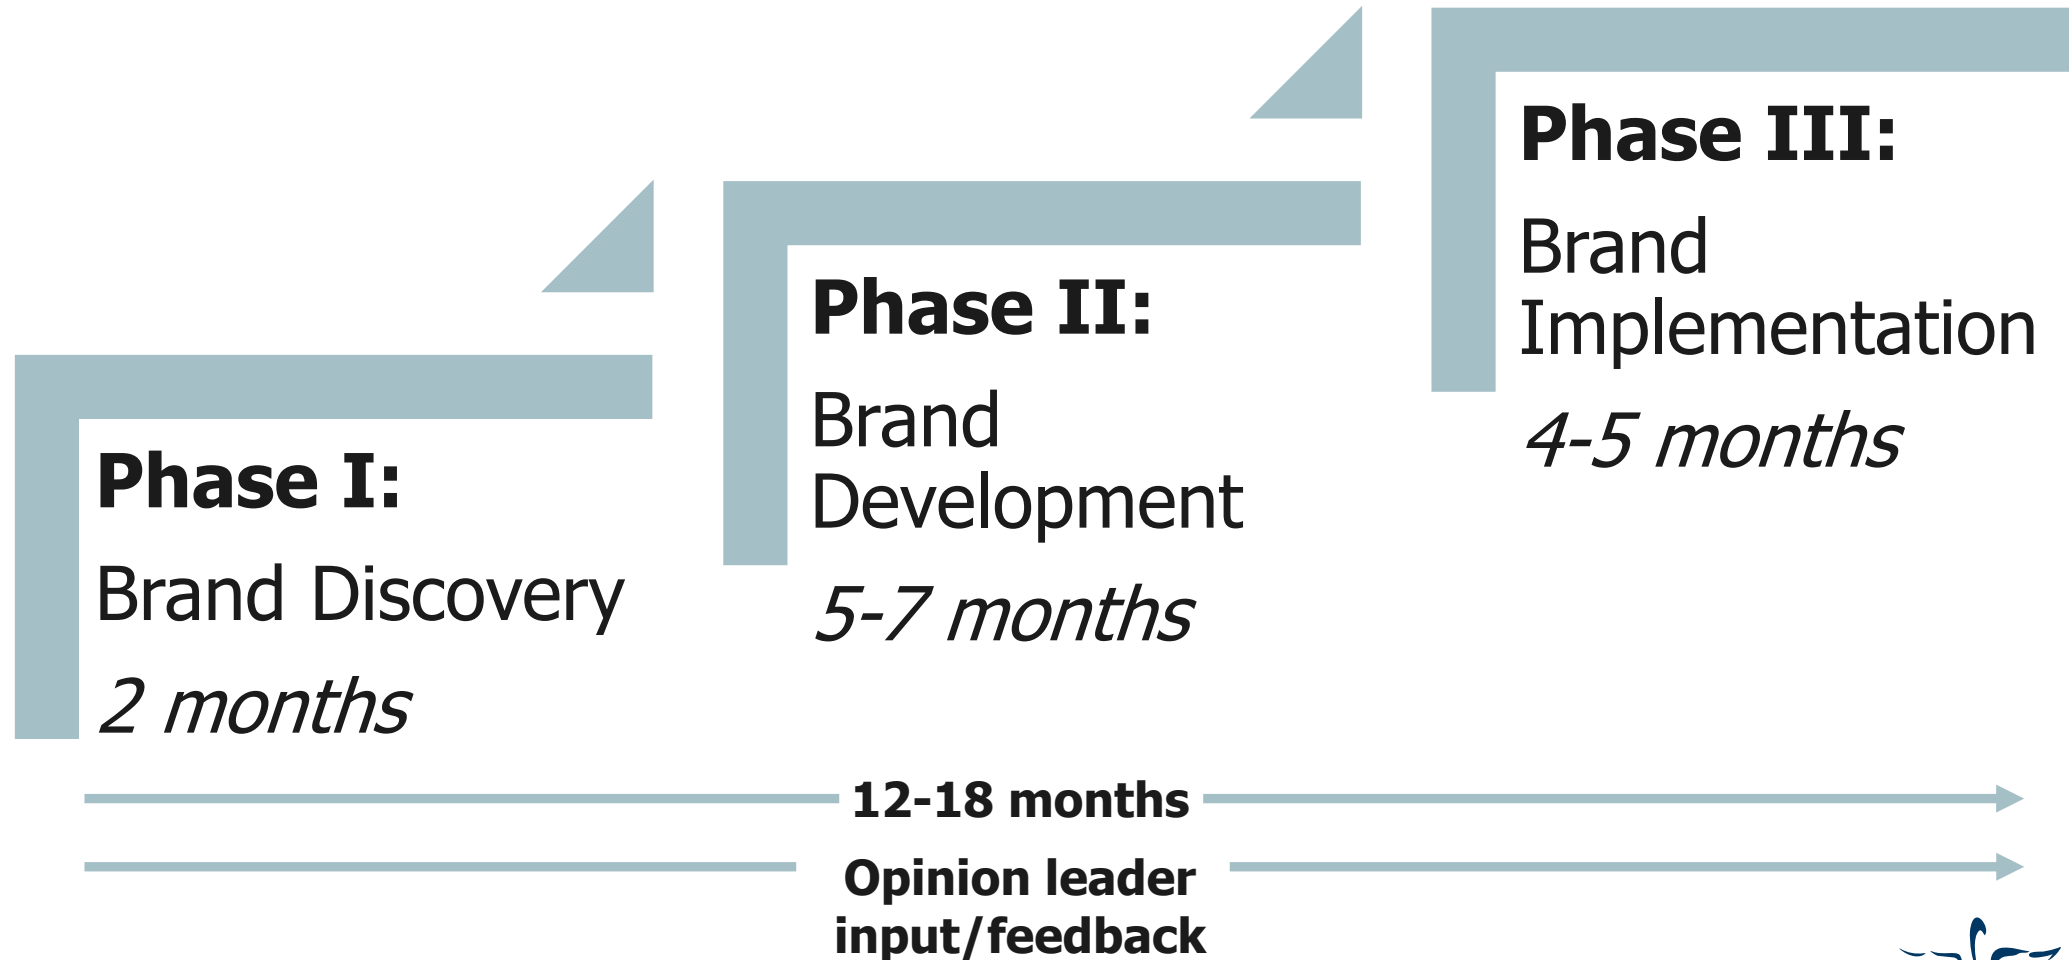 Phase I:
Brand Discovery
2 months
Phase II:
Brand
Development
5-7 months
Phase III:
Brand
Implementation
4-5 months
12-18 months
Opinion leader
input/feedback